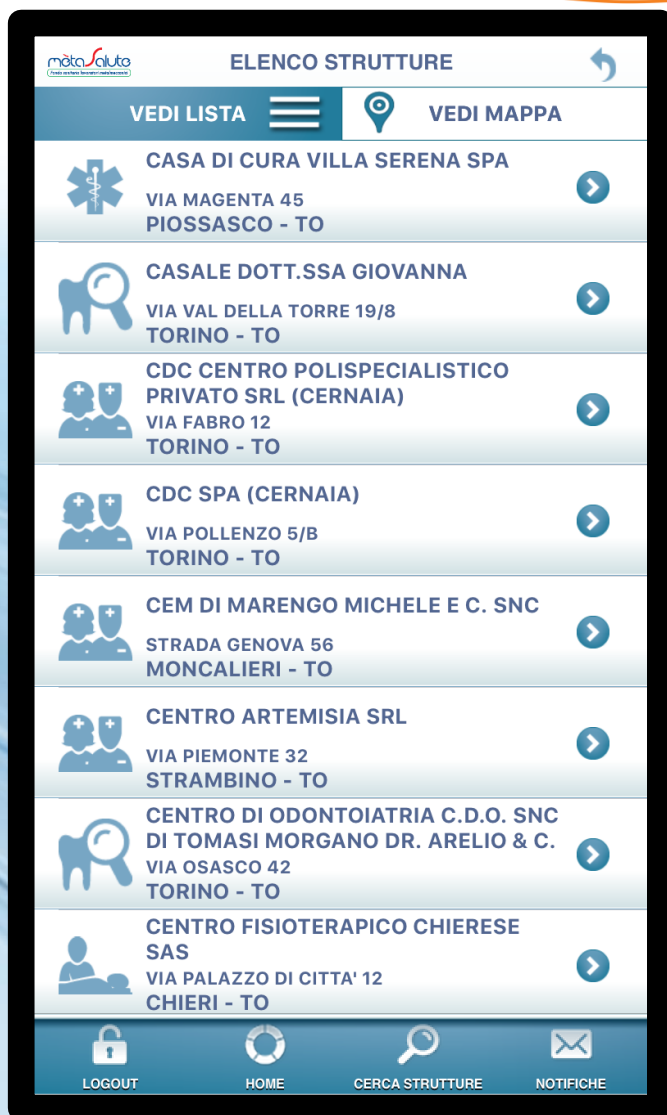 mètaSalute
Fondo sanitario lavoratori metalmeccanici
ELENCO STRUTTURE
VEDI LISTA
VEDI MAPPA
CASA DI CURA VILLA SERENA SPA
VIA MAGENTA 45
PIOSSASCO - TO
CASALE DOTT.SSA GIOVANNA
VIA VAL DELLA TORRE 19/8
TORINO - TO
CDC CENTRO POLISPECIALISTICO
PRIVATO SRL (CERNAIA)
VIA FABRO 12
TORINO - TO
CDC SPA (CERNAIA)
VIA POLLENZO 5/B
TORINO - TO
CEM DI MARENGO MICHELE E C. SNC
STRADA GENOVA 56
MONCALIERI - TO
CENTRO ARTEMISIA SRL
VIA PIEMONTE 32
STRAMBINO - TO
CENTRO DI ODONTOIATRIA C.D.O. SNC
DI TOMASI MORGANO DR. ARELIO & C.
VIA OSASCO 42
TORINO - TO
CENTRO FISIOTERAPICO CHIERESE
SAS
VIA PALAZZO DI CITTA' 12
CHIERI - TO
LOGOUT
HOME
CERCA STRUTTURE
NOTIFICHE